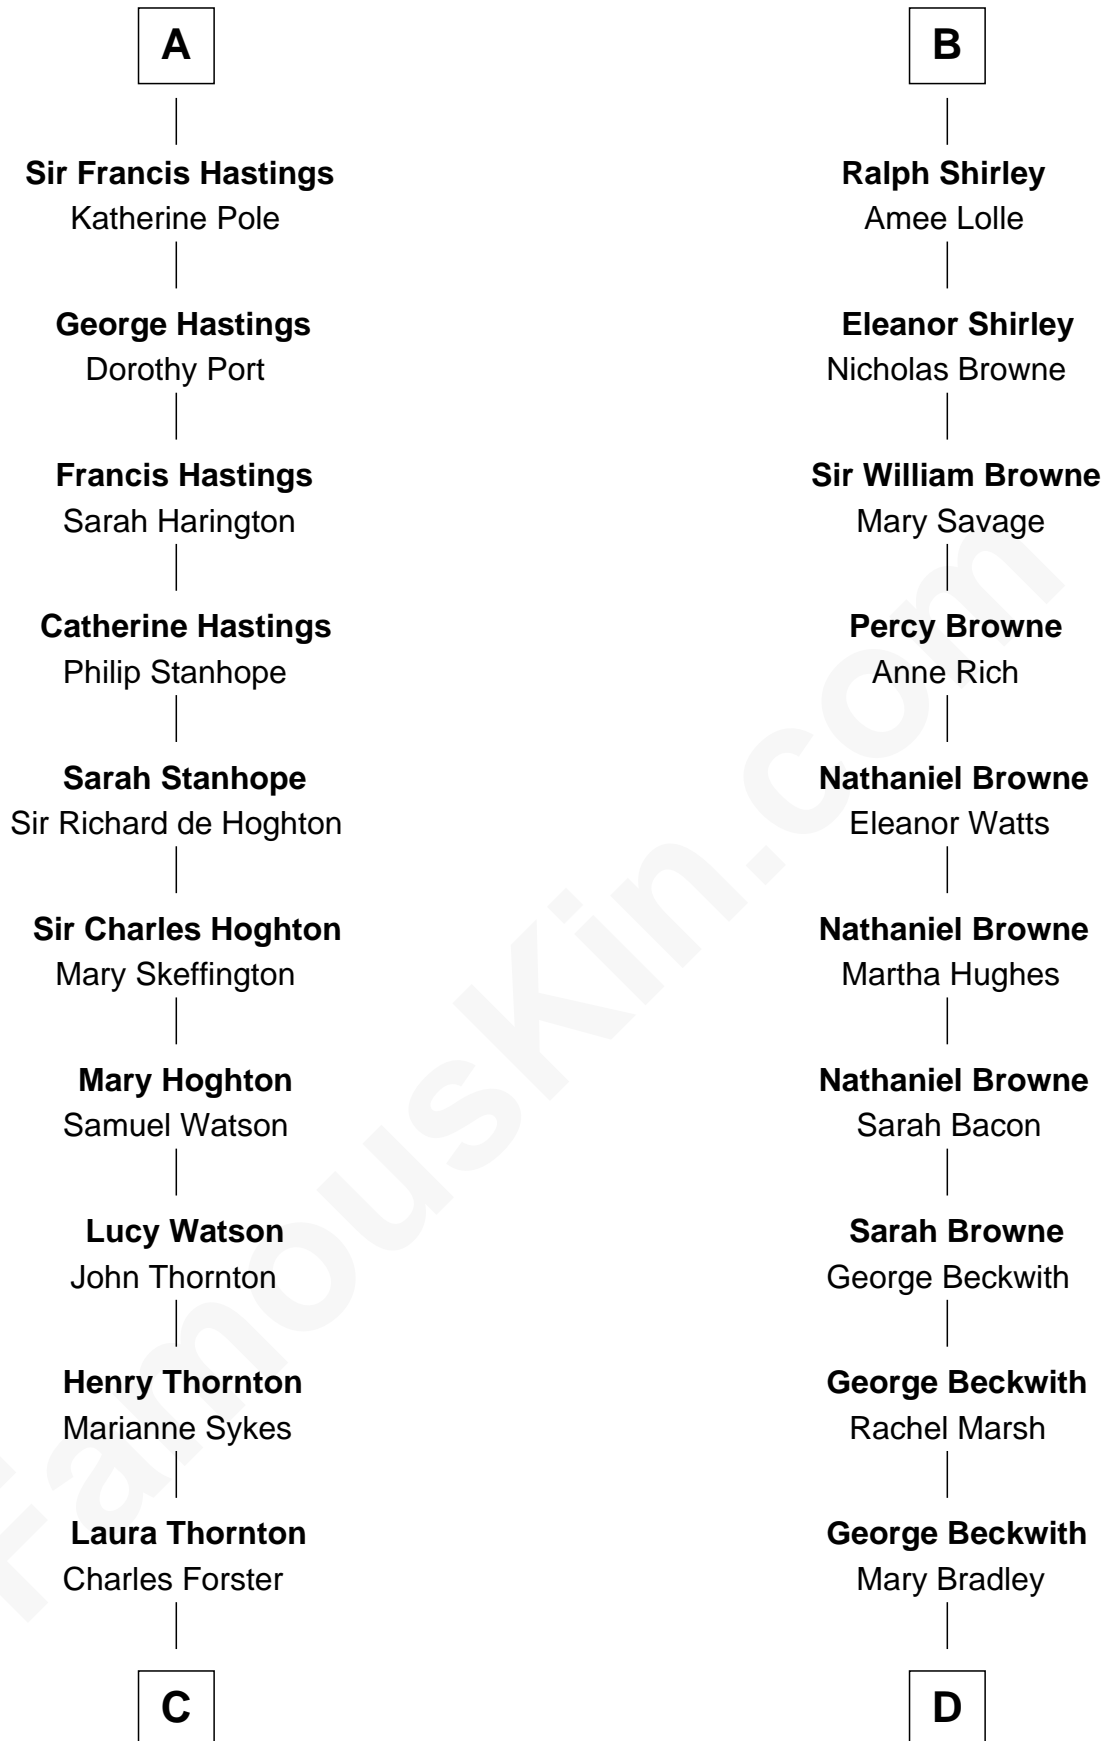 A
Sir Francis Hastings
Katherine Pole
George Hastings
Dorothy Port
Francis Hastings
Sarah Harington
Catherine Hastings
Philip Stanhope
Sarah Stanhope
Sir Richard de Hoghton
Sir Charles Hoghton
Mary Skeffington
Mary Hoghton
Samuel Watson
Lucy Watson
John Thornton
Henry Thornton
Marianne Sykes
Laura Thornton
Charles Forster
C
B
Ralph Shirley
Amee Lolle
Eleanor Shirley
Nicholas Browne
Sir William Browne
Mary Savage
Percy Browne
Anne Rich
Nathaniel Browne
Eleanor Watts
Nathaniel Browne
Martha Hughes
Nathaniel Browne
Sarah Bacon
Sarah Browne
George Beckwith
George Beckwith
Rachel Marsh
George Beckwith
Mary Bradley
D
FamousKin.com